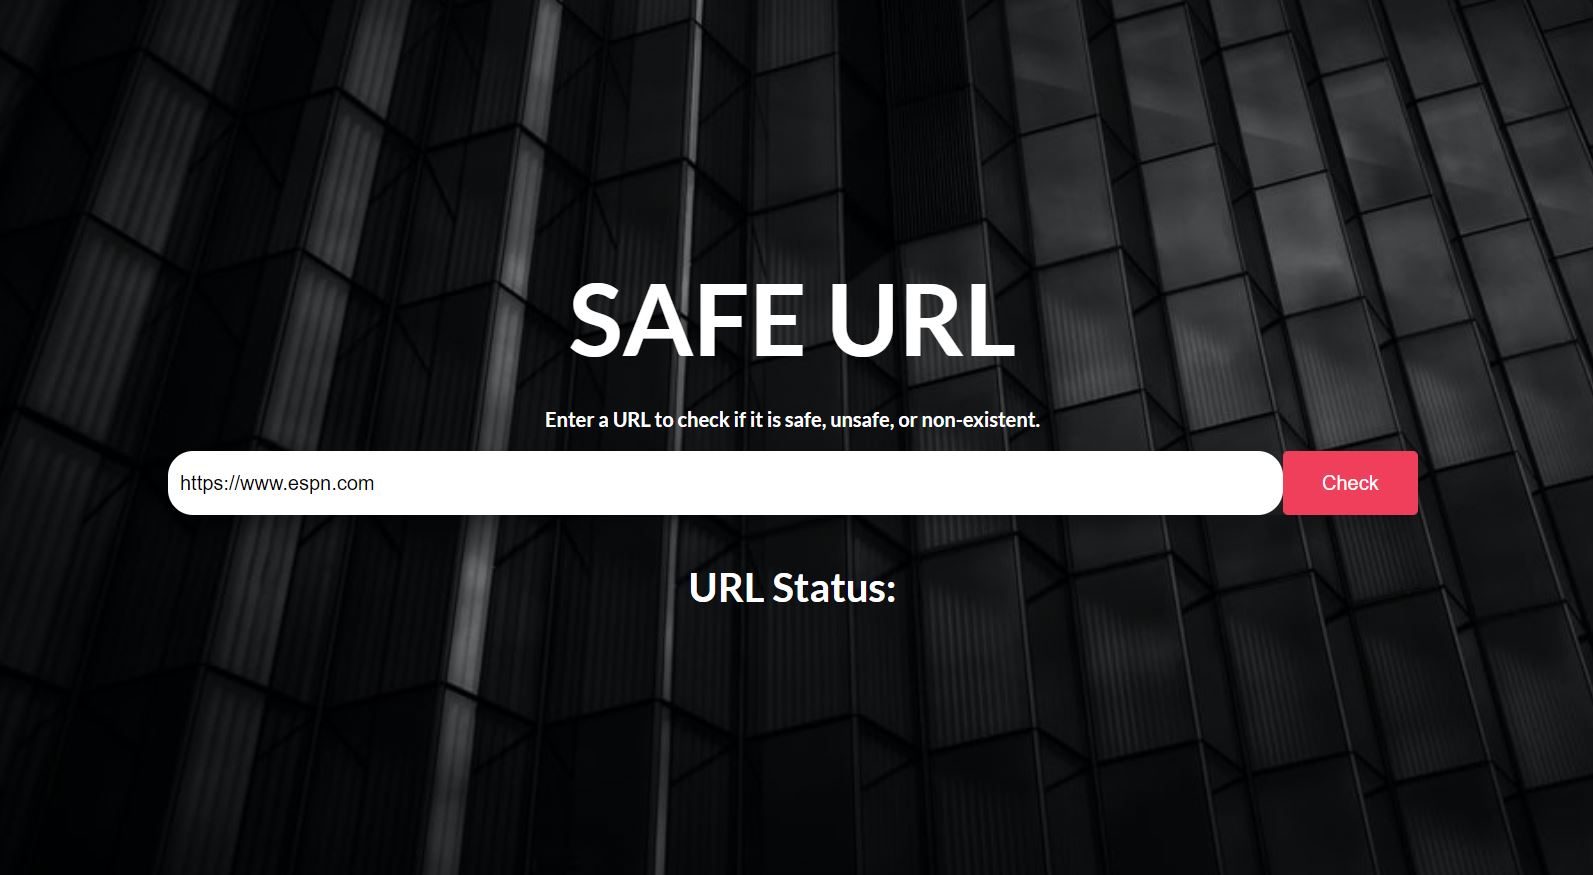 SAFE URL
Enter a URL to check if it is safe, unsafe, or non-existent.
https://www.espn.com
Check
URL Status: